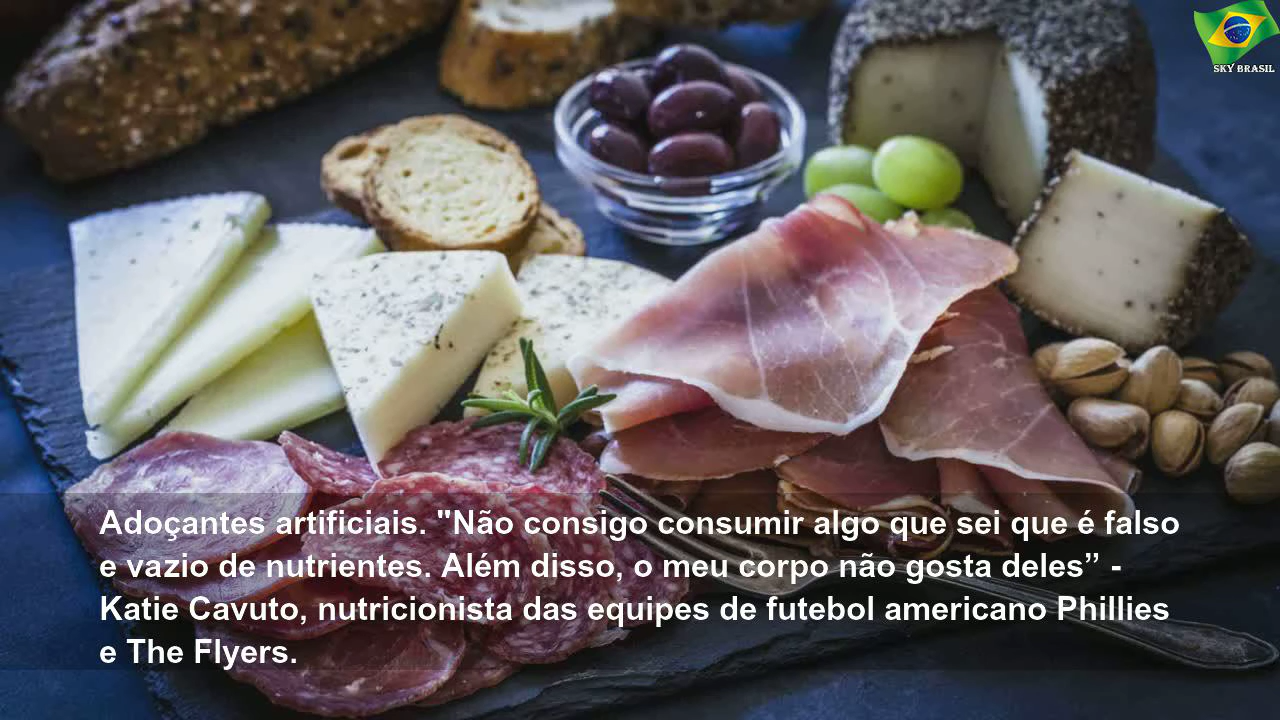 SKY BRASIL
Adoçantes artificiais. "Não consigo consumir algo que sei que é falso
e vazio de nutrientes. Além disso, o meu corpo não gosta deles” -
Katie Cavuto, nutricionista das equipes de futebol americano Phillies
e The Flyers.